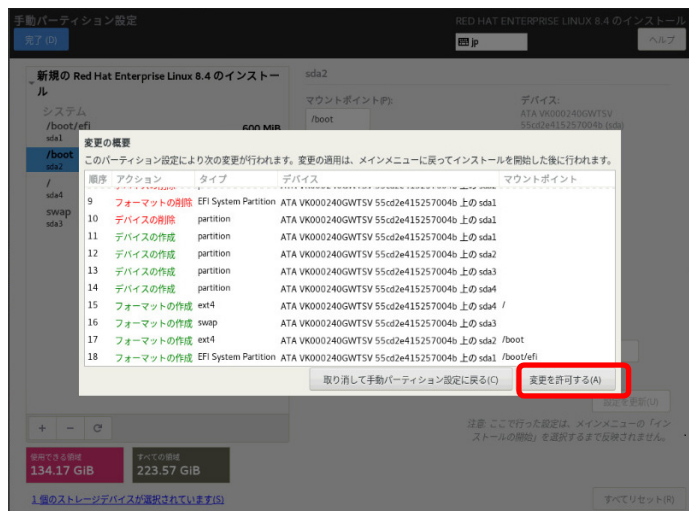 手動パーティション設定
RED HAT ENTERPRISE LINUX 8.4 のインストール
完了(D)
jp
ヘルプ
新規の Red Hat Enterprise Linux 8.4 のインストール
sda2
システム
マウントポイント(P):
デバイス:
/boot/efi
600 MiB
sda1
/boot
ATA VK000240GWTSV
55cd2e415257004b (sda)
/boot
sda2
/
sda4
swap
sda3
変更の概要
このパーティション設定により次の変更が行われます。変更の適用は、メインメニューに戻ってインストールを開始した後に行われます。
順序 アクション タイプ デバイス マウントポイント
9 フォーマットの削除 EFI System Partition ATA VK000240GWTSV 55cd2e415257004b 上の sda1
10 デバイスの削除 partition ATA VK000240GWTSV 55cd2e415257004b 上の sda1
11 デバイスの作成 partition ATA VK000240GWTSV 55cd2e415257004b 上の sda1
12 デバイスの作成 partition ATA VK000240GWTSV 55cd2e415257004b 上の sda2
13 デバイスの作成 partition ATA VK000240GWTSV 55cd2e415257004b 上の sda3
14 デバイスの作成 partition ATA VK000240GWTSV 55cd2e415257004b 上の sda4
15 フォーマットの作成 ext4 ATA VK000240GWTSV 55cd2e415257004b 上の sda4 /
16 フォーマットの作成 swap ATA VK000240GWTSV 55cd2e415257004b 上の sda3
17 フォーマットの作成 ext4 ATA VK000240GWTSV 55cd2e415257004b 上の sda2 /boot
18 フォーマットの作成 EFI System Partition ATA VK000240GWTSV 55cd2e415257004b 上の sda1 /boot/efi
取り消して手動パーティション設定に戻る(C)
変更を許可する(A)
設定を更新(U)
注意: ここで行った設定は、メインメニューの「インストールの開始」を選択するまで反映されません。
使用できる領域
134.17 GiB
すべての領域
223.57 GiB
1 個のストレージデバイスが選択されています(S)
すべてリセット(R)